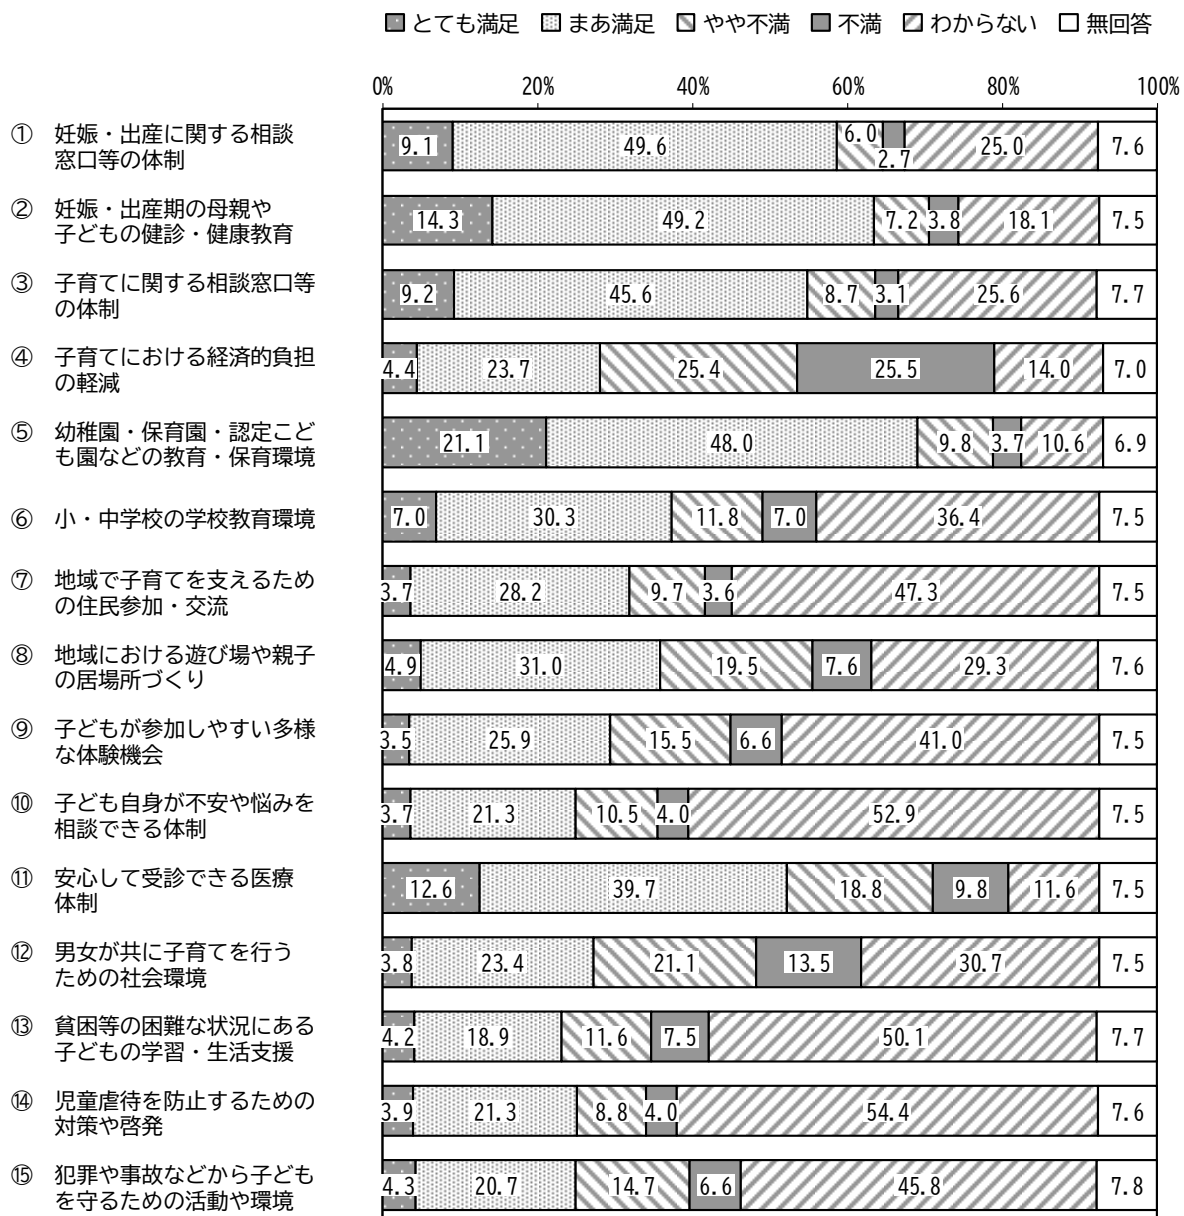 とても満足 まあ満足 やや不満 不満 わからない 無回答
0% 20% 40% 60% 80% 100%
① 妊娠・出産に関する相談
窓口等の体制
9.1 49.6 6.0 2.7 25.0 7.6
② 妊娠・出産期の母親や
子どもの健診・健康教育
14.3 49.2 7.2 3.8 18.1 7.5
③ 子育てに関する相談窓口等
の体制
9.2 45.6 8.7 3.1 25.6 7.7
④ 子育てにおける経済的負担
の軽減
4.4 23.7 25.4 25.5 14.0 7.0
⑤ 幼稚園・保育園・認定こど
も園などの教育・保育環境
21.1 48.0 9.8 3.7 10.6 6.9
⑥ 小・中学校の学校教育環境
7.0 30.3 11.8 7.0 36.4 7.5
⑦ 地域で子育てを支えるため
の住民参加・交流
3.7 28.2 9.7 3.6 47.3 7.5
⑧ 地域における遊び場や親子
の居場所づくり
4.9 31.0 19.5 7.6 29.3 7.6
⑨ 子どもが参加しやすい多様
な体験機会
3.5 25.9 15.5 6.6 41.0 7.5
⑩ 子ども自身が不安や悩みを
相談できる体制
3.7 21.3 10.5 4.0 52.9 7.5
⑪ 安心して受診できる医療
体制
12.6 39.7 18.8 9.8 11.6 7.5
⑫ 男女が共に子育てを行う
ための社会環境
3.8 23.4 21.1 13.5 30.7 7.5
⑬ 貧困等の困難な状況にある
子どもの学習・生活支援
4.2 18.9 11.6 7.5 50.1 7.7
⑭ 児童虐待を防止するための
対策や啓発
3.9 21.3 8.8 4.0 54.4 7.6
⑮ 犯罪や事故などから子ども
を守るための活動や環境
4.3 20.7 14.7 6.6 45.8 7.8